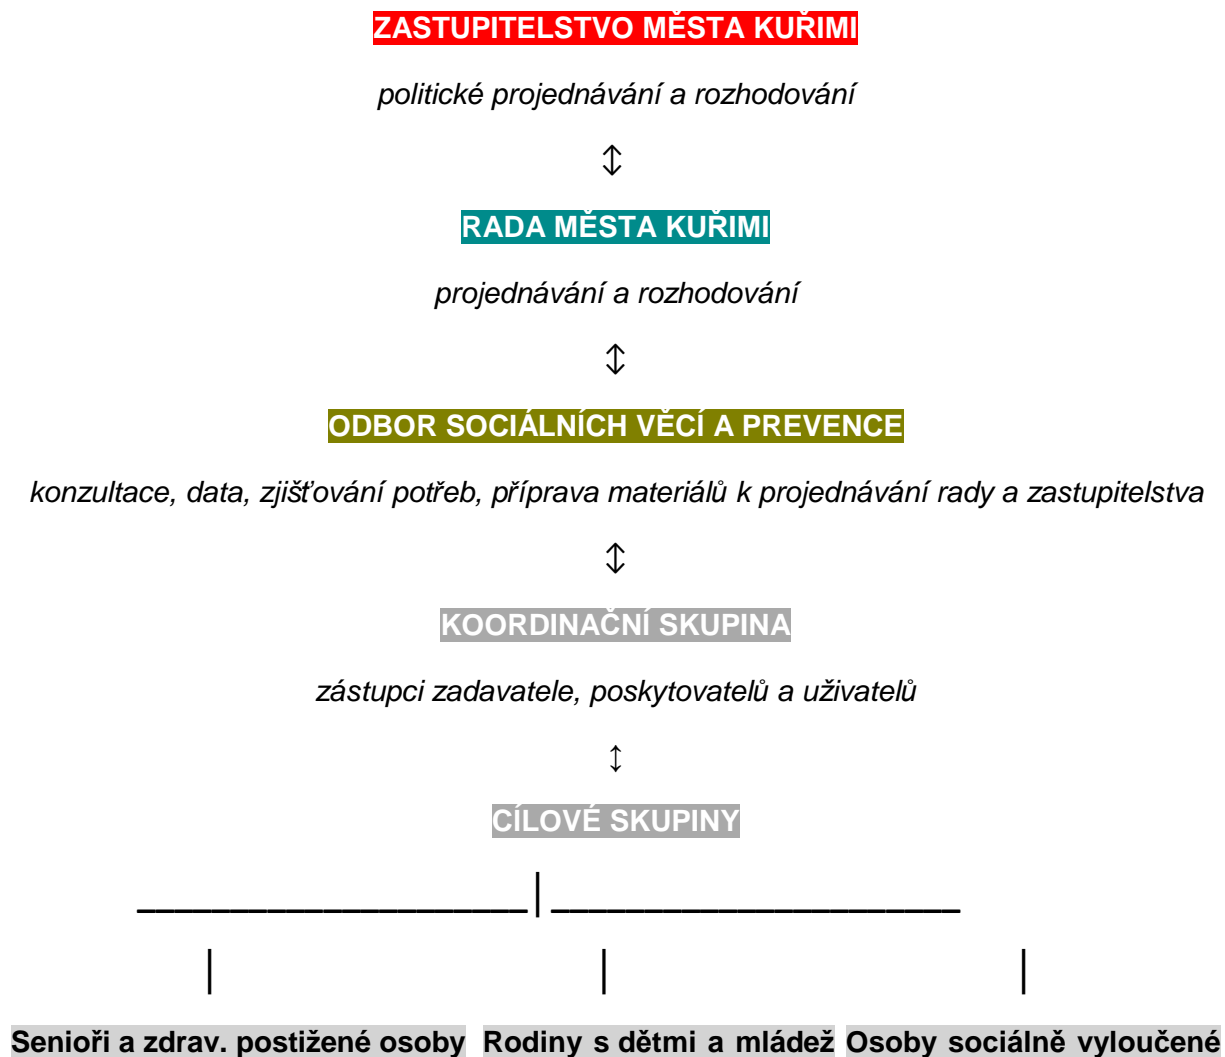 ZASTUPITELSTVO MĚSTA KUŘIMI
politické projednávání a rozhodování
↕
RADA MĚSTA KUŘIMI
projednávání a rozhodování
↕
ODBOR SOCIÁLNÍCH VĚCÍ A PREVENCE
konzultace, data, zjišťování potřeb, příprava materiálů k projednávání rady a zastupitelstva
↕
KOORDINAČNÍ SKUPINA
zástupci zadavatele, poskytovatelů a uživatelů
↕
CÍLOVÉ SKUPINY
Senioři a zdrav. postižené osoby Rodiny s dětmi a mládež Osoby sociálně vyloučené